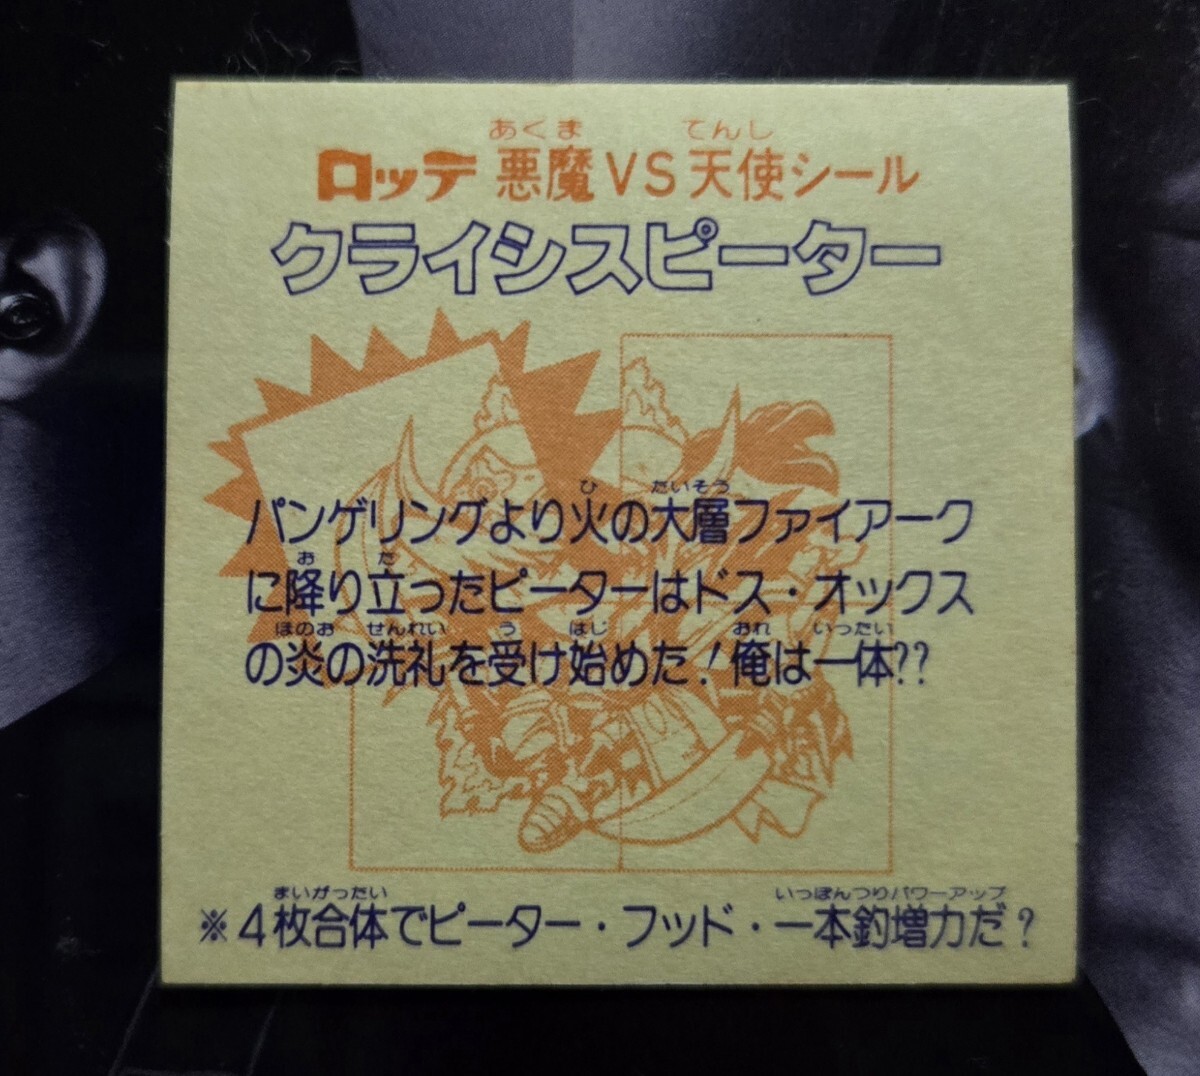 あくま てんし
ロッテ 悪魔VS天使シール
クライシスピーター
ひ たいそう
パンゲリングより火の大層ファイアーク
お た
に降り立ったピーターはドス・オックス
ほのお せんれい う はじ おれ いったい
の炎の洗礼を受け始めた!俺は一体??
まいがったい いっぽんつりパワーアップ
※4枚合体でピーター・フッド・一本釣増力だ?